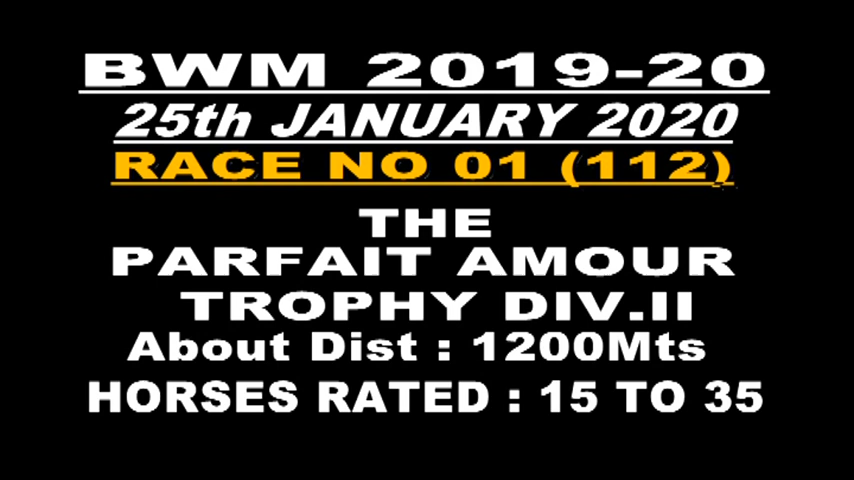 BWM 2019-20
25th JANUARY 2020
RACE NO 01 (112)
THE
PARFAIT AMOUR
TROPHY DIV.II
About Dist : 1200Mts
HORSES RATED : 15 TO 35